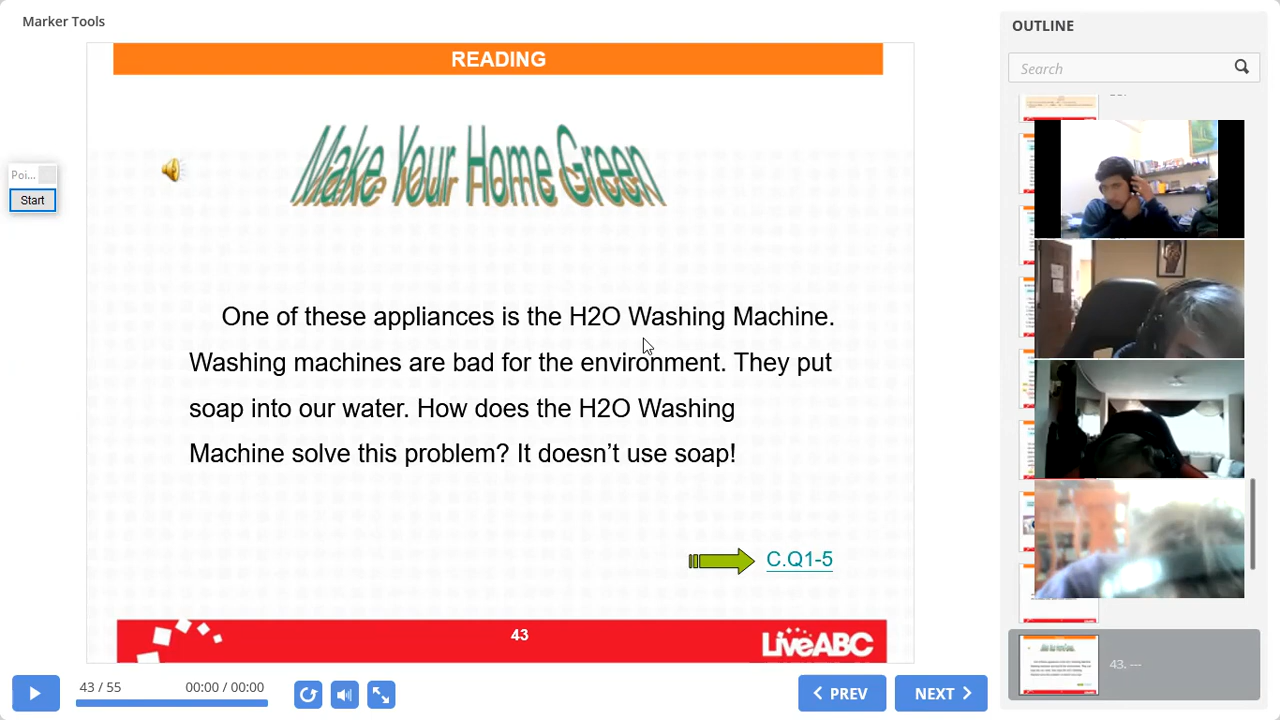 Marker Tools
OUTLINE
READING
Search
Make Your Home Green
Poi...
Start
One of these appliances is the H2O Washing Machine.
Washing machines are bad for the environment. They put
soap into our water. How does the H2O Washing
Machine solve this problem? It doesn’t use soap!
C.Q1-5
43
LiveABC
43. ---
43 / 55
00:00 / 00:00
PREV
NEXT